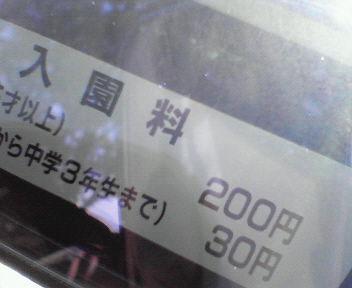 入園料
才以上)
200円
から中学3年生まで)
30円